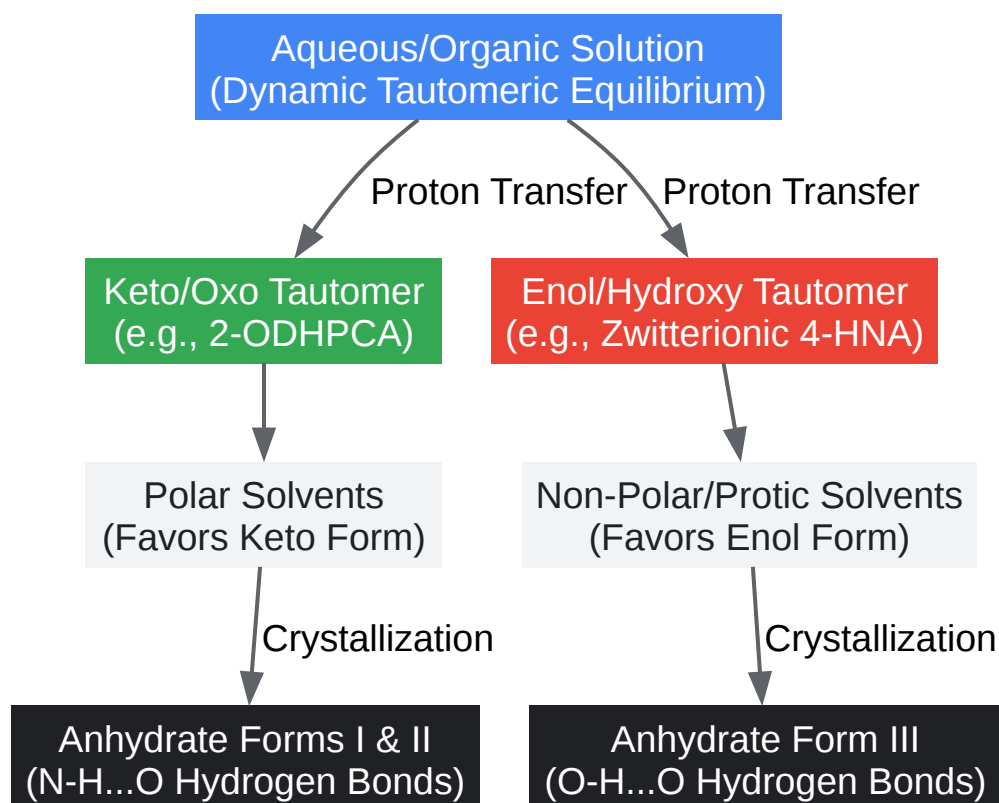 Aqueous/Organic Solution
(Dynamic Tautomeric Equilibrium)
Proton Transfer
Proton Transfer
Keto/Oxo Tautomer
(e.g., 2-ODHPCA)
Enol/Hydroxy Tautomer
(e.g., Zwitterionic 4-HNA)
Polar Solvents
(Favors Keto Form)
Non-Polar/Protic Solvents
(Favors Enol Form)
Crystallization
Crystallization
Anhydrate Forms I & II
(N-H...O Hydrogen Bonds)
Anhydrate Form III
(O-H...O Hydrogen Bonds)